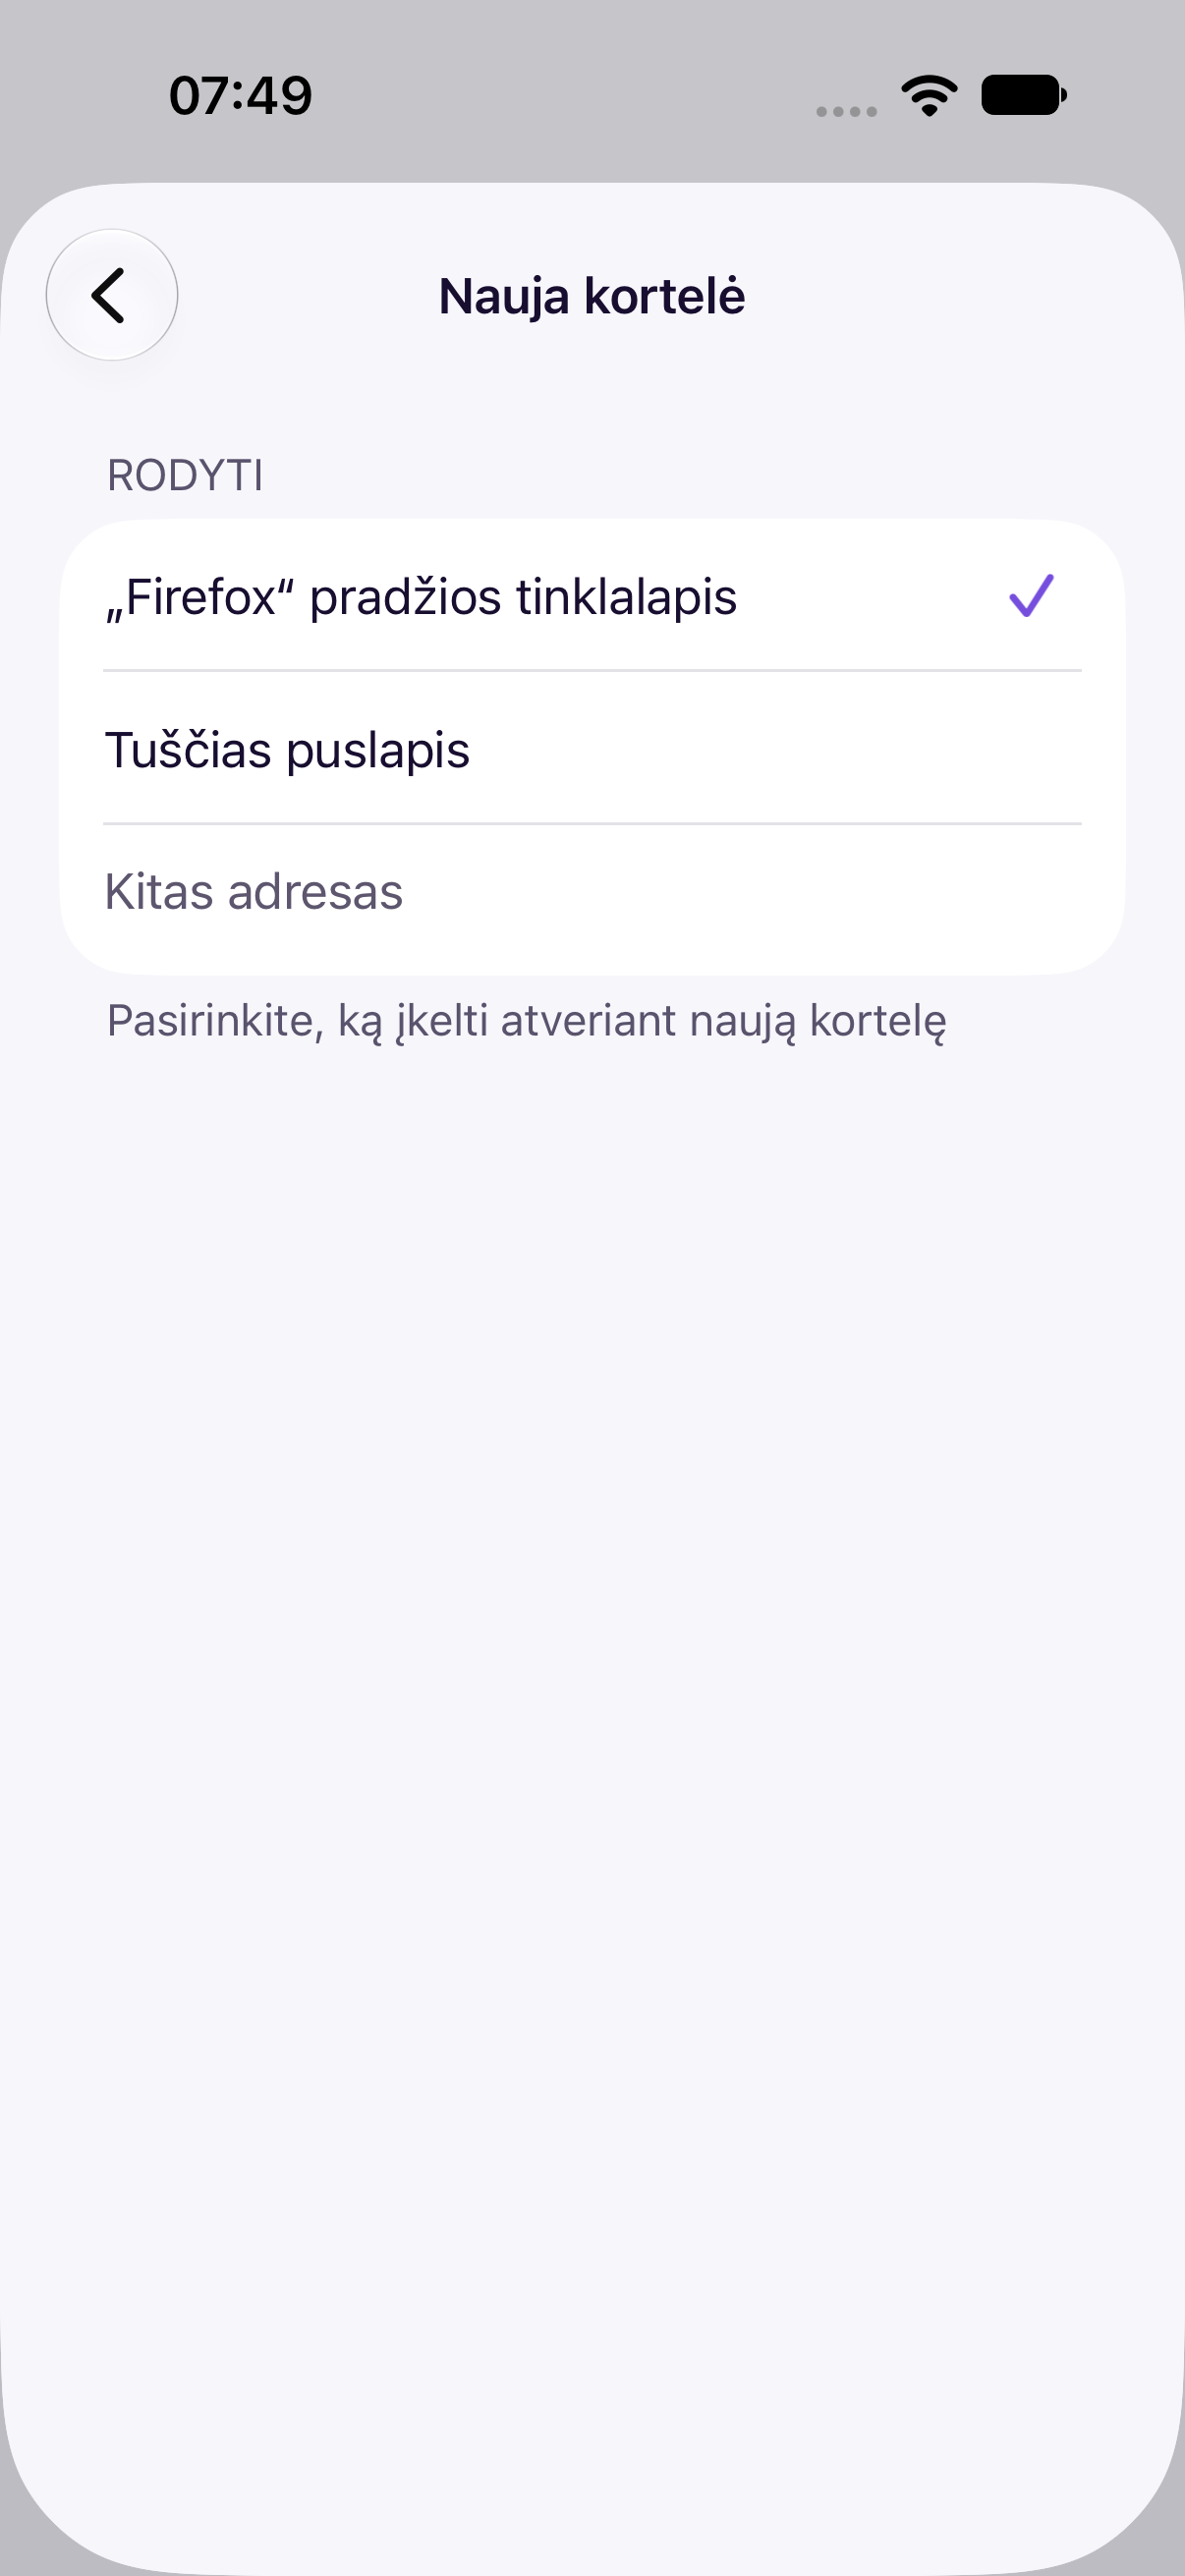 07:49
Nauja kortelė
RODYTI
„Firefox“ pradžios tinklalapis
Tuščias puslapis
Kitas adresas
Pasirinkite, ką įkelti atveriant naują kortelę